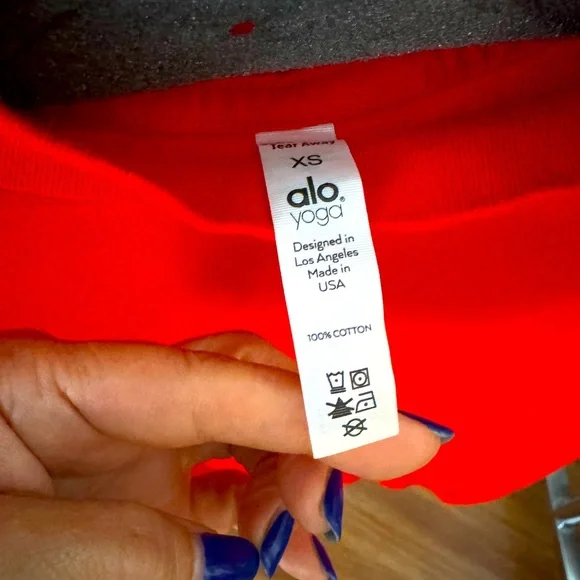 Tear Away
XS
alo®
yoga
Designed in
Los Angeles
Made in
USA
100% COTTON